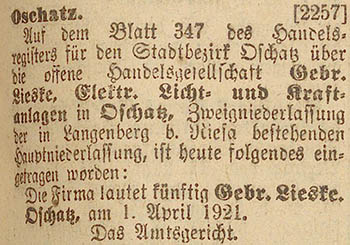 Oschatz. [2257]
Auf dem Blatt 347 des Handels-
registers für den Stadtbezirk Oschatz über
die offene Handelsgesellschaft Gebr.
Lieske, Elektr. Licht- und Kraft-
anlagen in Oschatz, Zweigniederlassung
der in Langenberg b. Riesa bestehenden
Hauptniederlassung, ist heute folgendes ein-
getragen worden:
Die Firma lautet künftig Gebr. Lieske.
Oschatz, am 1. April 1921.
Das Amtsgericht.